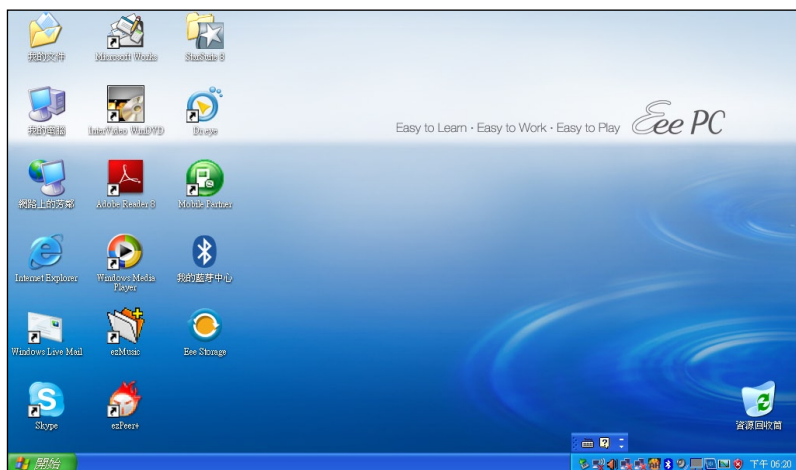 我的文件
Microsoft Works
StarSuite 8
我的電腦
InterVideo WinDVD
Dr.eye
網路上的芳鄰
Adobe Reader 8
Mobile Partner
Internet Explorer
Windows Media
Player
我的藍芽中心
Windows Live Mail
ezMusic
Eee Storage
Skype
ezPeer+
Easy to Learn · Easy to Work · Easy to Play
Eee PC
資源回收筒
開始
下午 06:20